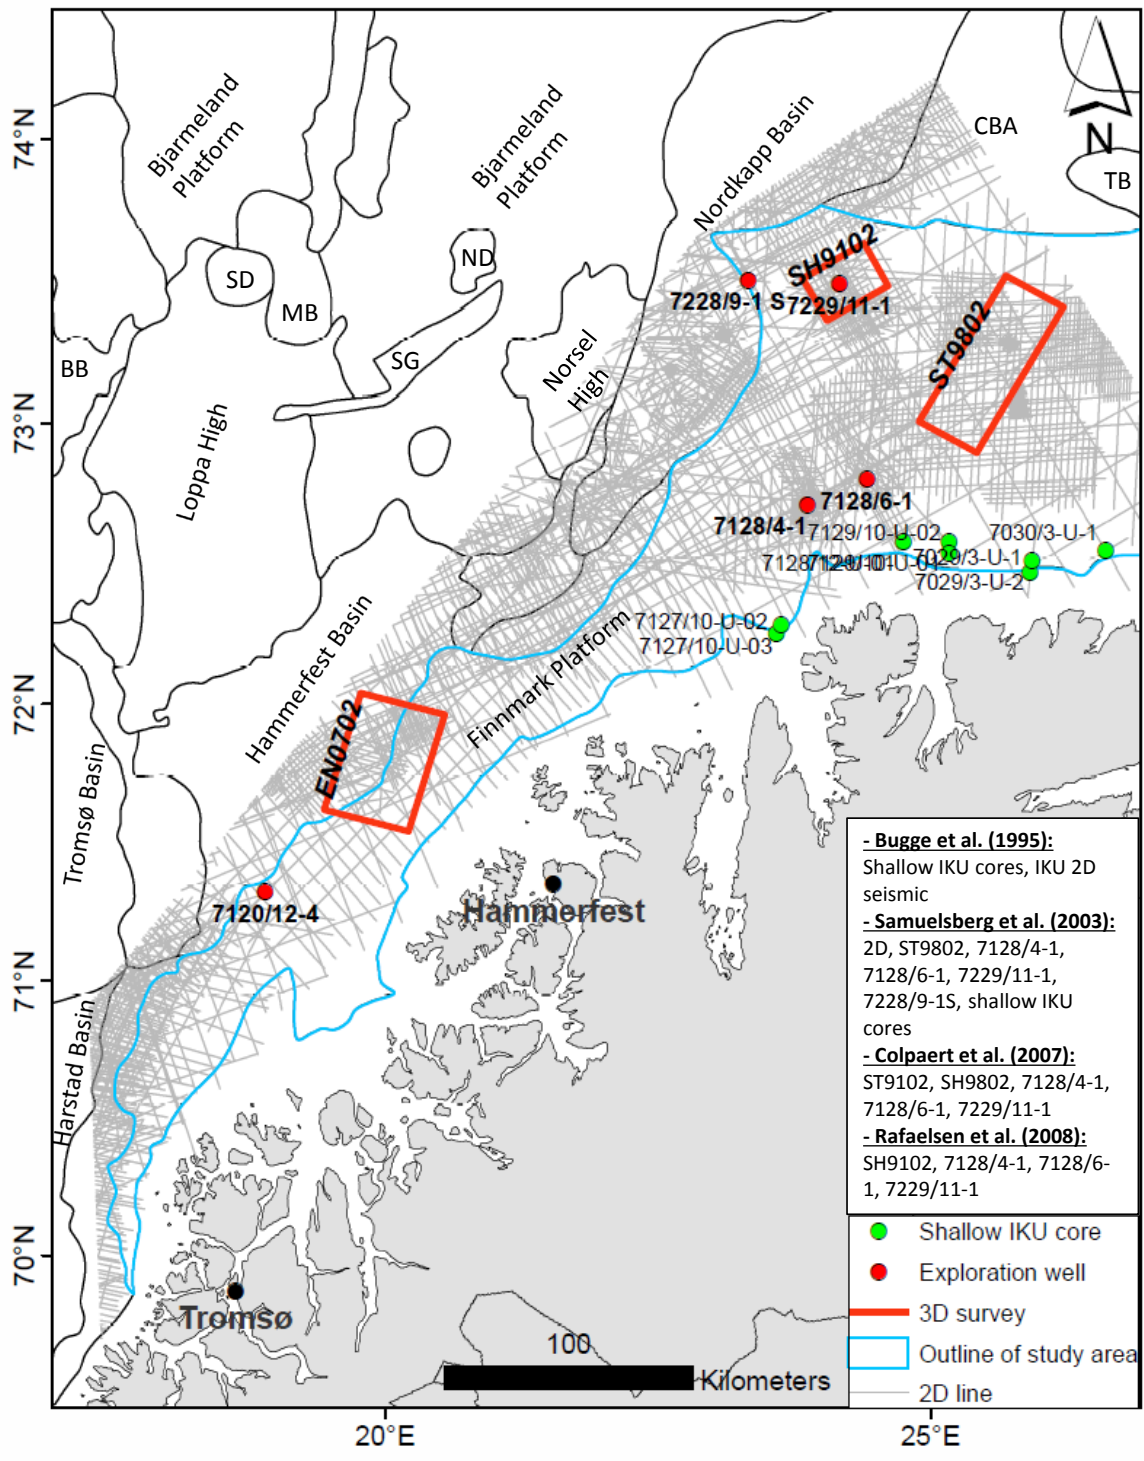 74°N
73°N
72°N
71°N
70°N
20°E
25°E
Bjarmeland
Platform
Bjarmeland
Platform
Nordkapp Basin
CBA
N
TB
SD
ND
MB
SG
BB
Norsel
High
Loppa High
SH9102
7228/9-1 S
7229/11-1
ST9802
7128/6-1
7128/4-1
7129/10-U-02
7030/3-U-1
7029/3-U-1
7029/3-U-2
7127/10-U-02
7127/10-U-03
Hammerfest Basin
Finnmark Platform
EN0702
Tromsø Basin
7120/12-4
Hammerfest
Harstad Basin
Tromsø
- Bugge et al. (1995):
Shallow IKU cores, IKU 2D
seismic
- Samuelsberg et al. (2003):
2D, ST9802, 7128/4-1,
7128/6-1, 7229/11-1,
7228/9-1S, shallow IKU
cores
- Colpaert et al. (2007):
ST9102, SH9802, 7128/4-1,
7128/6-1, 7229/11-1
- Rafaelsen et al. (2008):
SH9102, 7128/4-1, 7128/6-
1, 7229/11-1
Shallow IKU core
Exploration well
3D survey
Outline of study area
2D line
100
Kilometers